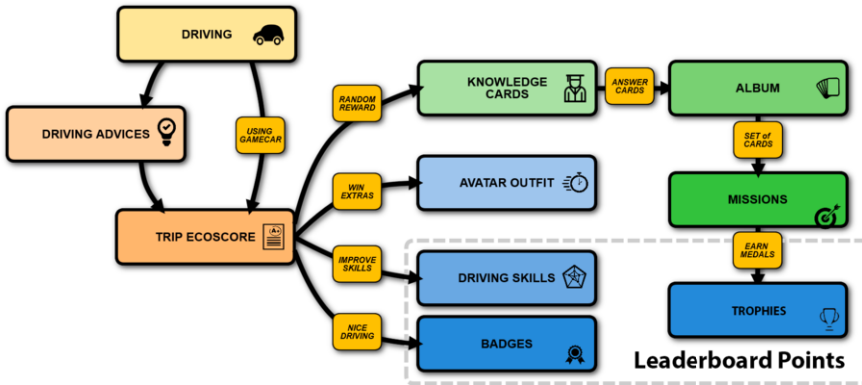 DRIVING
DRIVING ADVICES
USING
GAMECAR
TRIP ECOSCORE
A+
RANDOM
REWARD
WIN
EXTRAS
IMPROVE
SKILLS
NICE
DRIVING
KNOWLEDGE
CARDS
ANSWER
CARDS
ALBUM
SET of
CARDS
AVATAR OUTFIT
MISSIONS
EARN
MEDALS
DRIVING SKILLS
TROPHIES
BADGES
Leaderboard Points